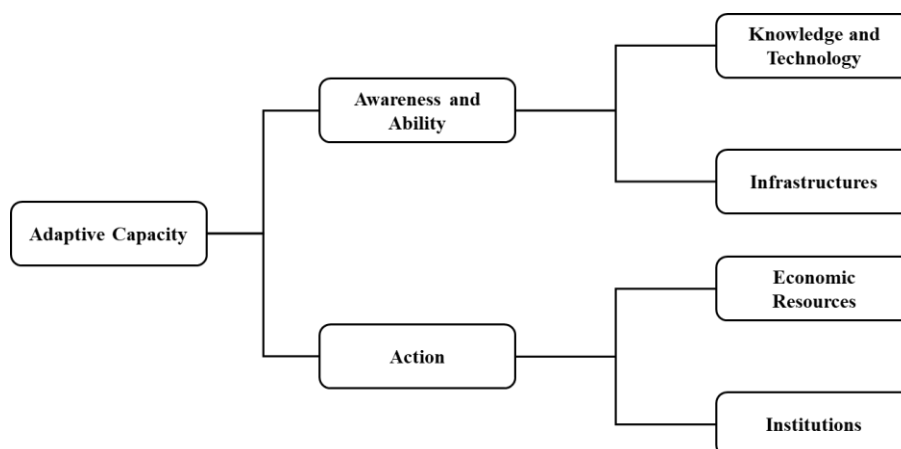 Knowledge and
Technology
Awareness and
Ability
Infrastructures
Adaptive Capacity
Economic
Resources
Action
Institutions